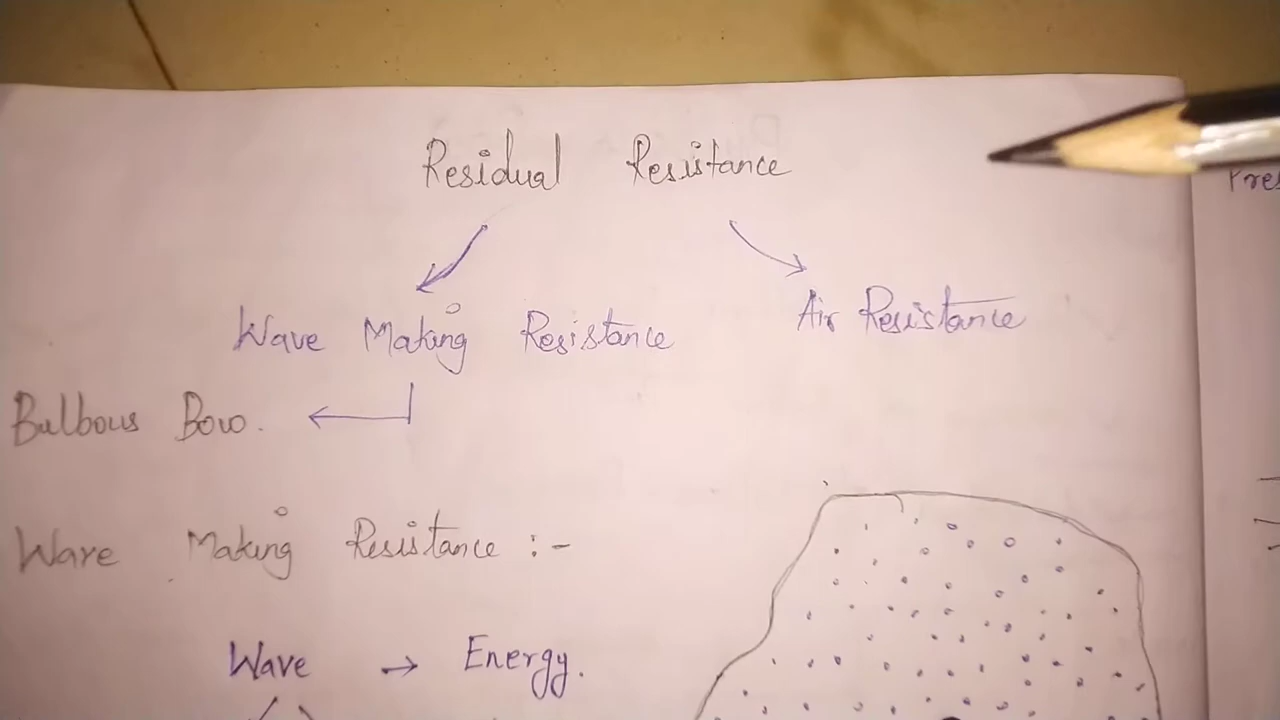 Residual Resistance
Wave Making Resistance
Air Resistance
Bulbous Bow.
Wave Making Resistance :-
Wave → Energy.